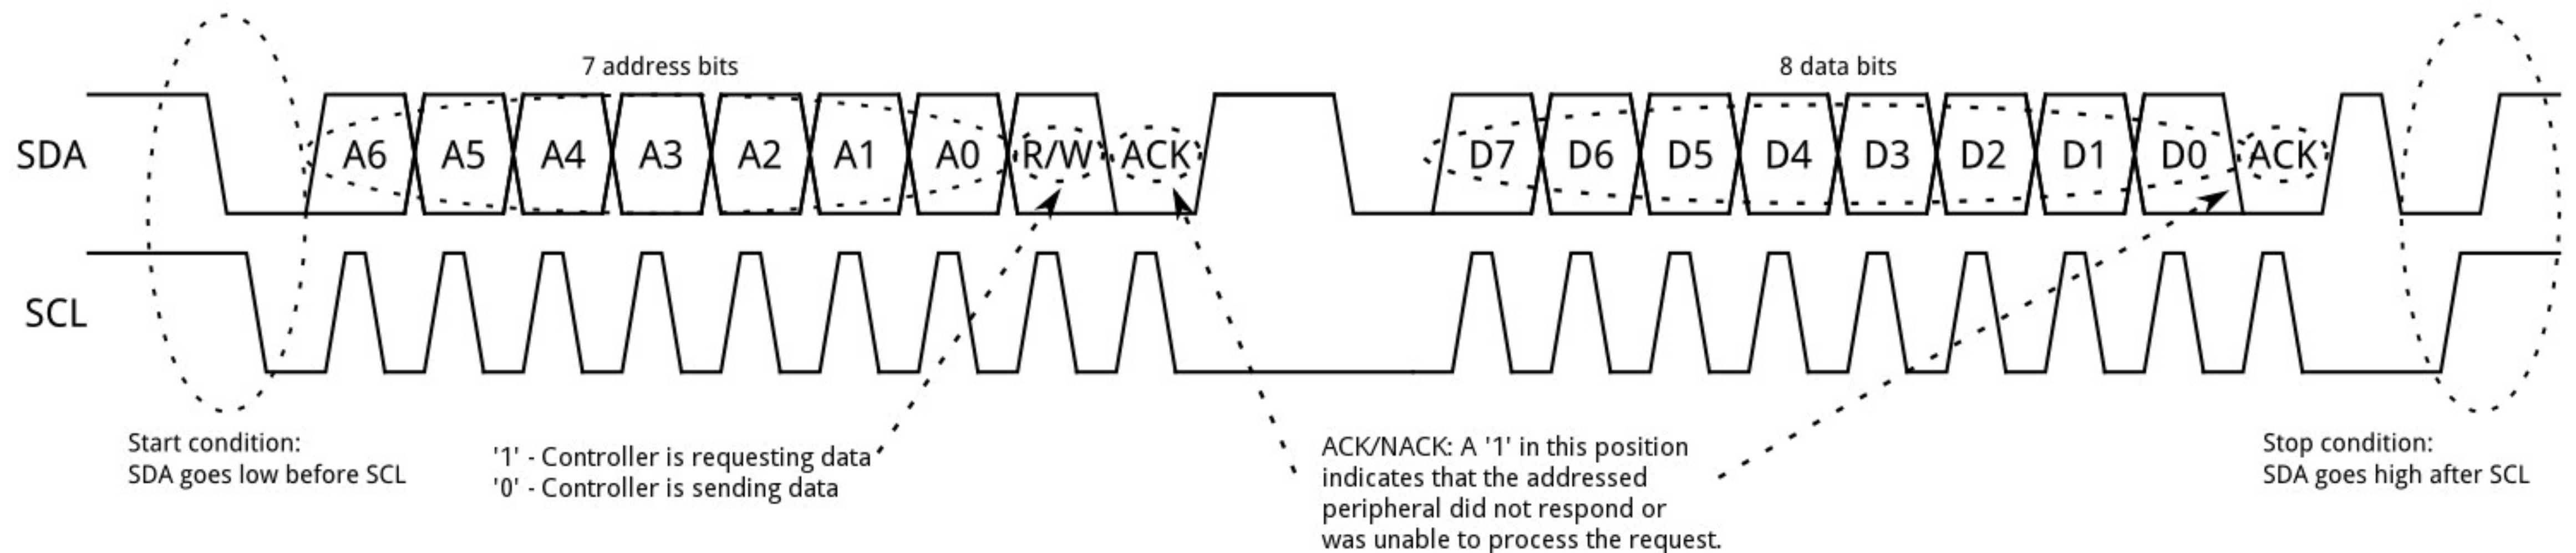 7 address bits
8 data bits
SDA
A6 A5 A4 A3 A2 A1 A0 R/W ACK
D7 D6 D5 D4 D3 D2 D1 D0 ACK
SCL
Start condition:
SDA goes low before SCL
'1' - Controller is requesting data
'0' - Controller is sending data
ACK/NACK: A '1' in this position
indicates that the addressed
peripheral did not respond or
was unable to process the request.
Stop condition:
SDA goes high after SCL